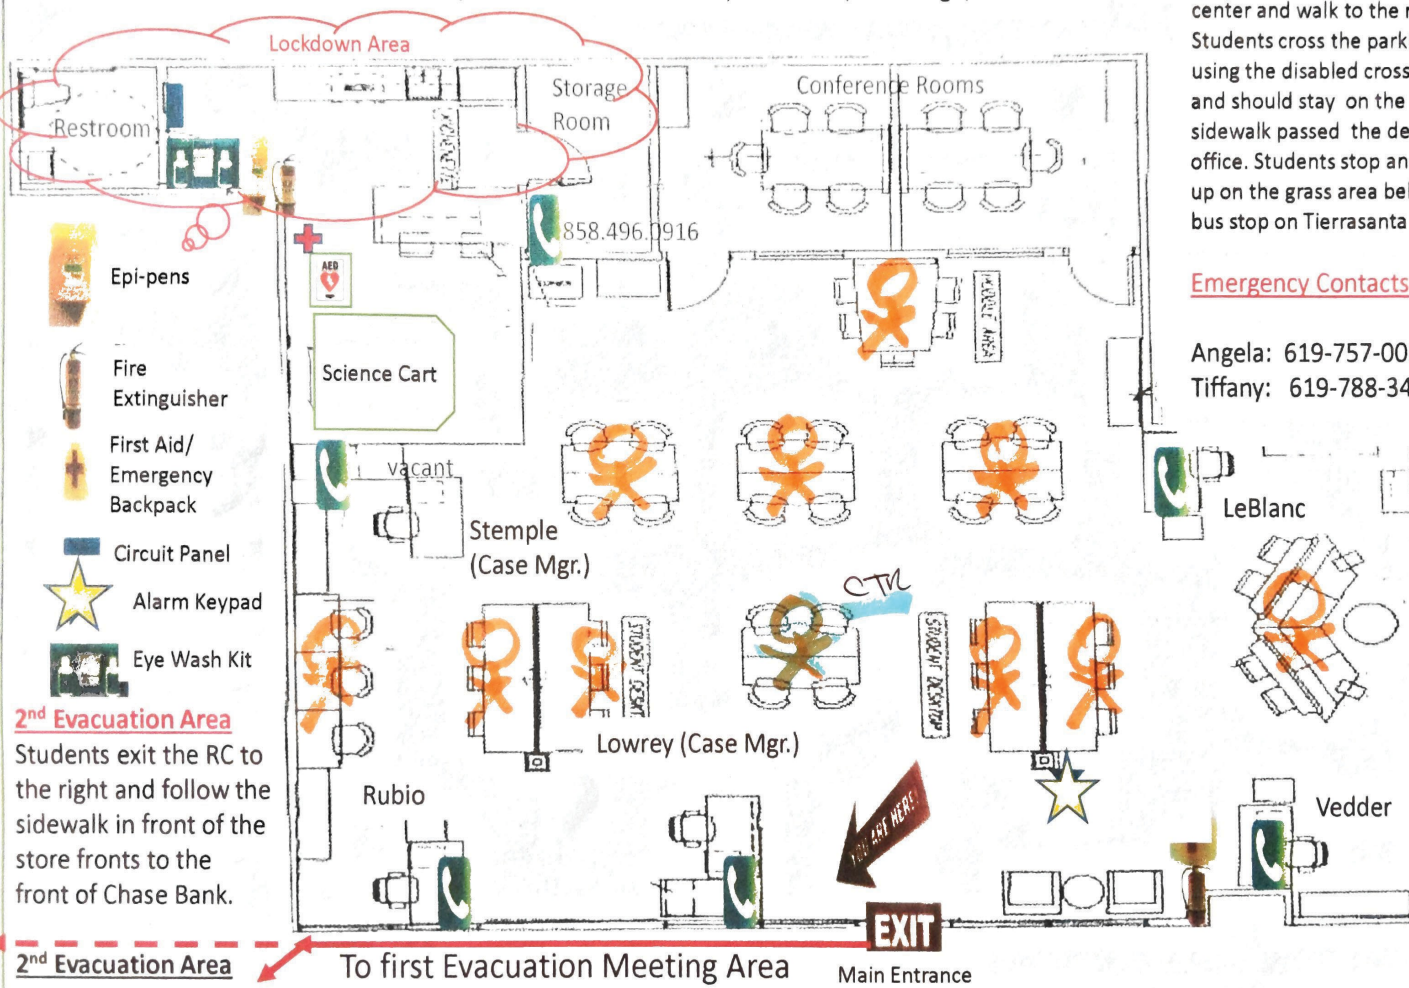 Lockdown Area
Restroom
Storage
Room
Conference Rooms
858.496.0916
AED
Science Cart
MODULE AREA
Epi-pens
Fire
Extinguisher
First Aid/
Emergency
Backpack
Circuit Panel
Alarm Keypad
Eye Wash Kit
2nd Evacuation Area
Students exit the RC to
the right and follow the
sidewalk in front of the
store fronts to the
front of Chase Bank.
2nd Evacuation Area
vacant
Stemple
(Case Mgr.)
CTR
STUDENT DESKT
STUDENT DESKTOP
Lowrey (Case Mgr.)
Rubio
YOU ARE HERE!
EXIT
To first Evacuation Meeting Area
Main Entrance
center and walk to the
Students cross the park
using the disabled cross
and should stay on the
sidewalk passed the de
office. Students stop an
up on the grass area bel
bus stop on Tierrasanta
Emergency Contacts
Angela: 619-757-00
Tiffany: 619-788-34
LeBlanc
Vedder